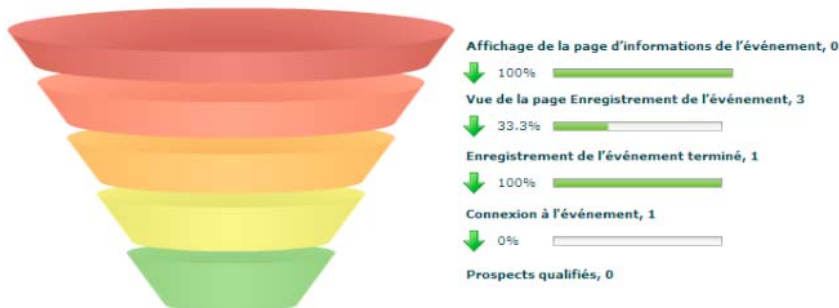 Affichage de la page d'informations de l'événement, 0
100%
Vue de la page Enregistrement de l'événement, 3
33.3%
Enregistrement de l'événement terminé, 1
100%
Connexion à l'événement, 1
0%
Prospects qualifiés, 0